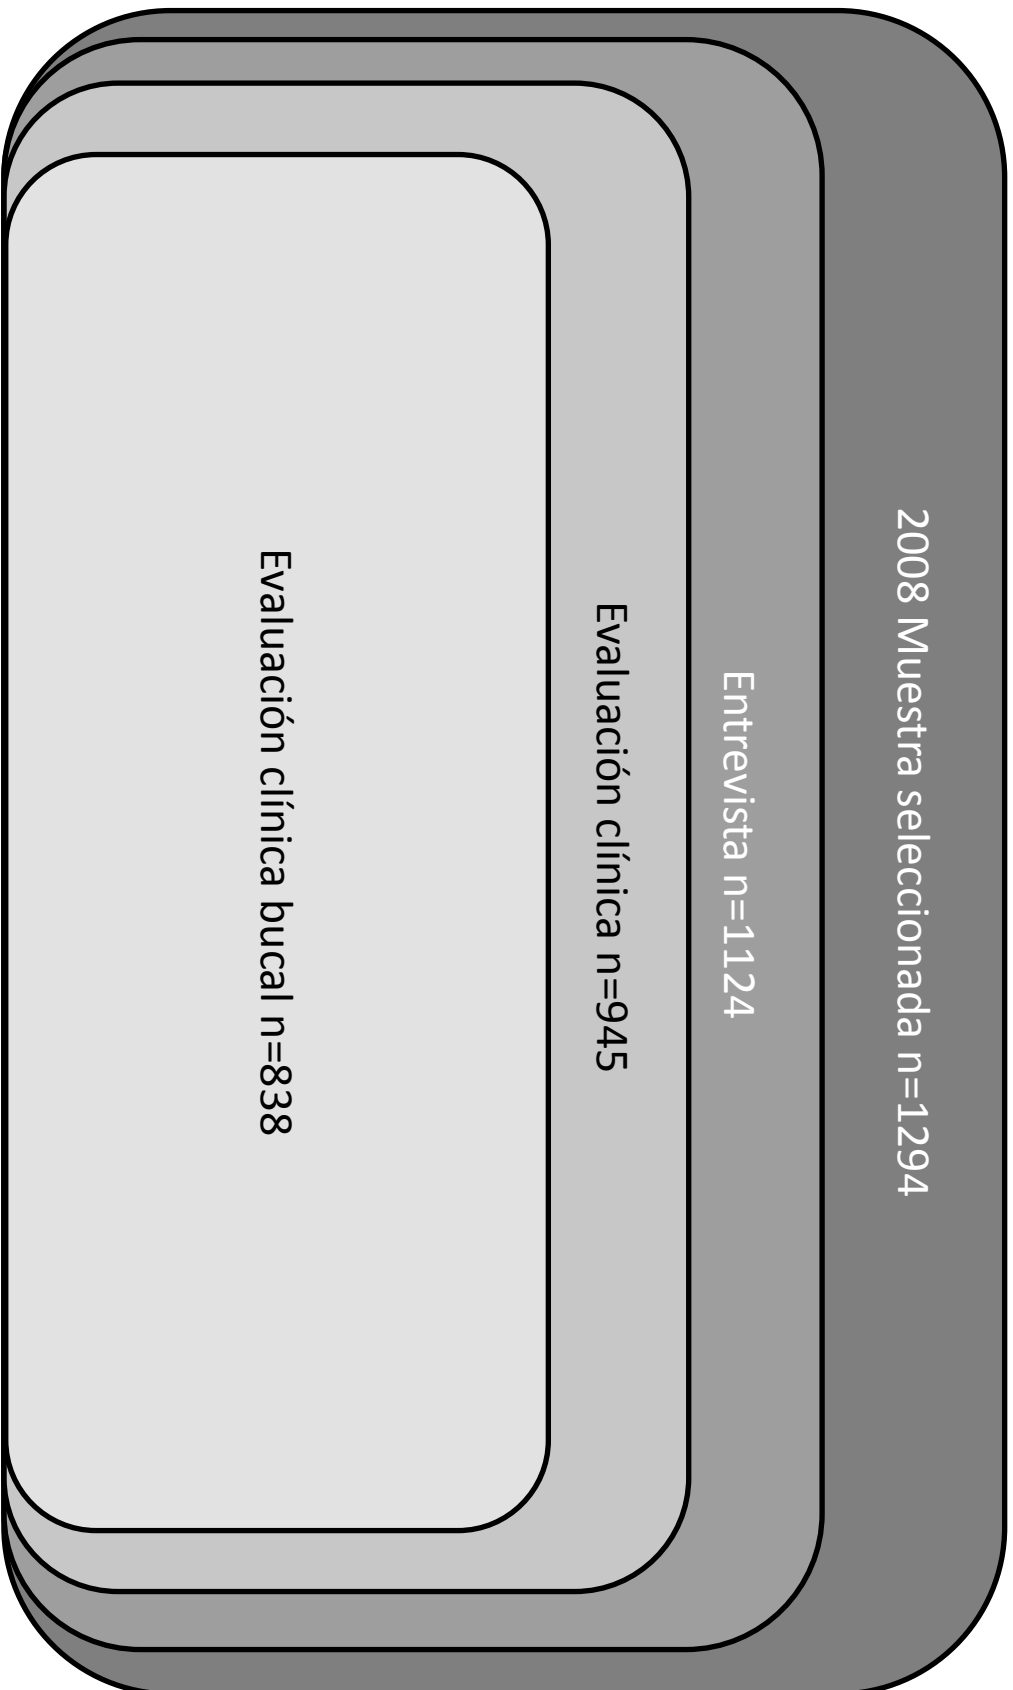 2008 Muestra seleccionada n=1294
Entrevista n=1124
Evaluación clínica n=945
Evaluación clínica bucal n=838